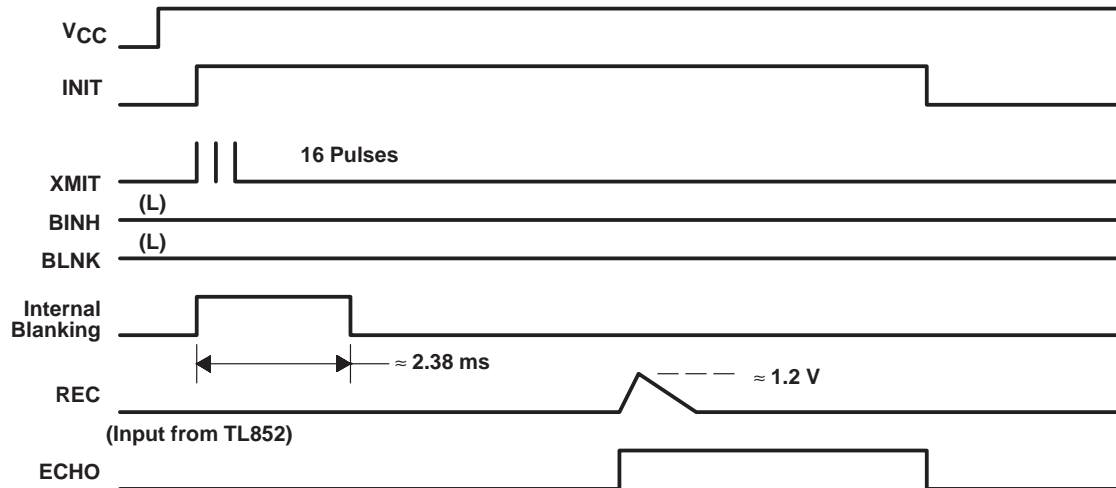 VCC
INIT
16 Pulses
XMIT
(L)
BINH
(L)
BLNK
Internal
Blanking
≈ 2.38 ms
≈ 1.2 V
REC
(Input from TL852)
ECHO